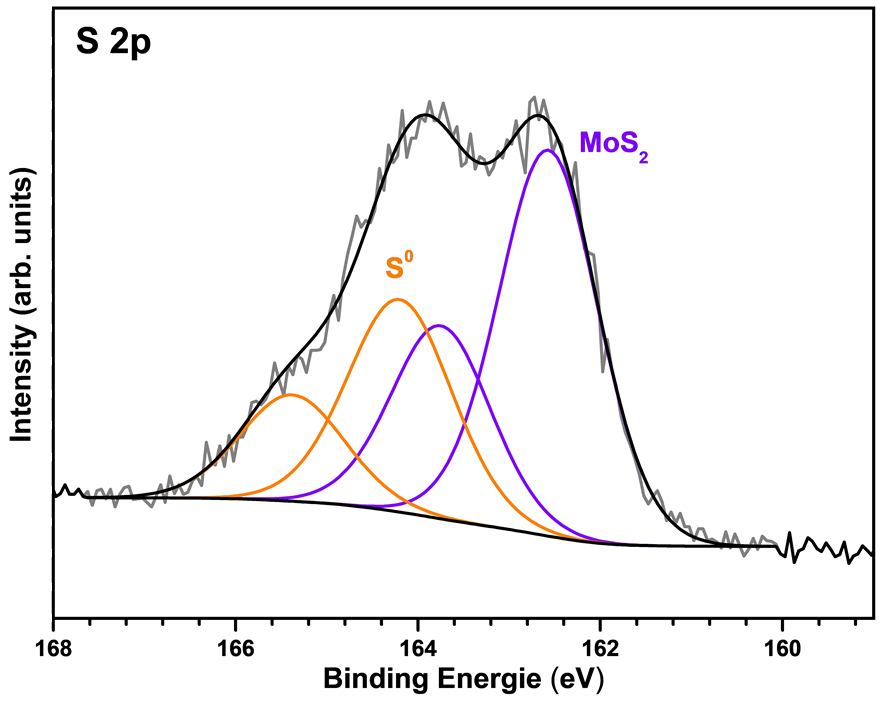 S 2p
MoS₂
S⁰
Intensity (arb. units)
168 166 164 162 160
Binding Energie (eV)